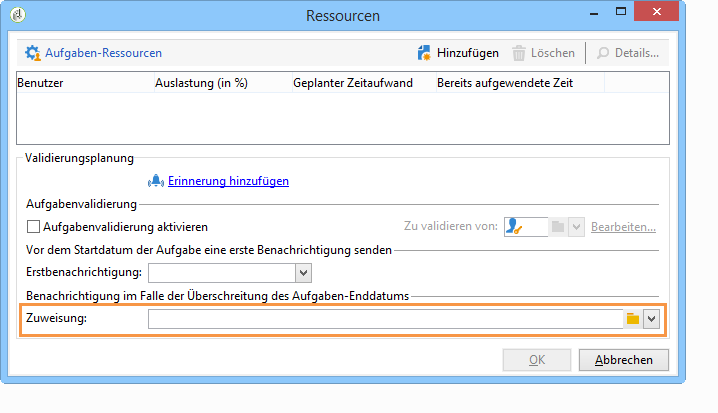 Ressourcen
Aufgaben-Ressourcen Hinzufügen Löschen Details...
Benutzer Auslastung (in %) Geplanter Zeitaufwand Bereits aufgewendete Zeit
Validierungsplanung
Erinnerung hinzufügen
Aufgabenvalidierung
Aufgabenvalidierung aktivieren Zu validieren von: Bearbeiten...
Vor dem Startdatum der Aufgabe eine erste Benachrichtigung senden
Erstbenachrichtigung:
Benachrichtigung im Falle der Überschreitung des Aufgaben-Enddatums
Zuweisung:
OK Abbrechen